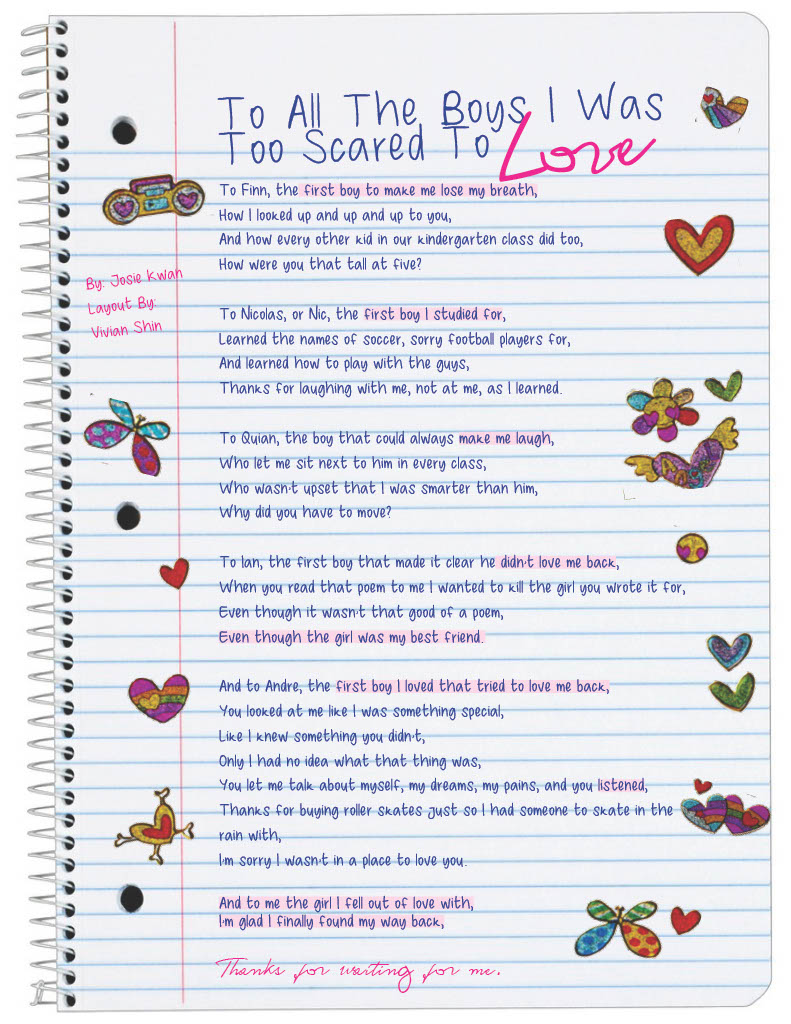 To All The Boys I Was
Too Scared To Love
To Finn, the first boy to make me lose my breath,
How I looked up and up and up to you,
And how every other kid in our kindergarten class did too,
How were you that tall at five?
By: Josie Kwan
Layout By:
Vivian Shin
To Nicolas, or Nic, the first boy I studied for,
Learned the names of soccer, sorry football players for,
And learned how to play with the guys,
Thanks for laughing with me, not at me, as I learned.
To Quian, the boy that could always make me laugh,
Who let me sit next to him in every class,
Who wasn't upset that I was smarter than him,
Why did you have to move?
To Ian, the first boy that made it clear he didn't love me back,
When you read that poem to me I wanted to kill the girl you wrote it for,
Even though it wasn't that good of a poem,
Even though the girl was my best friend.
And to Andre, the first boy I loved that tried to love me back,
You looked at me like I was something special,
Like I knew something you didn't,
Only I had no idea what that thing was,
You let me talk about myself, my dreams, my pains, and you listened,
Thanks for buying roller skates just so I had someone to skate in the
rain with,
I'm sorry I wasn't in a place to love you.
And to me the girl I fell out of love with,
I'm glad I finally found my way back,
Thanks for waiting for me.